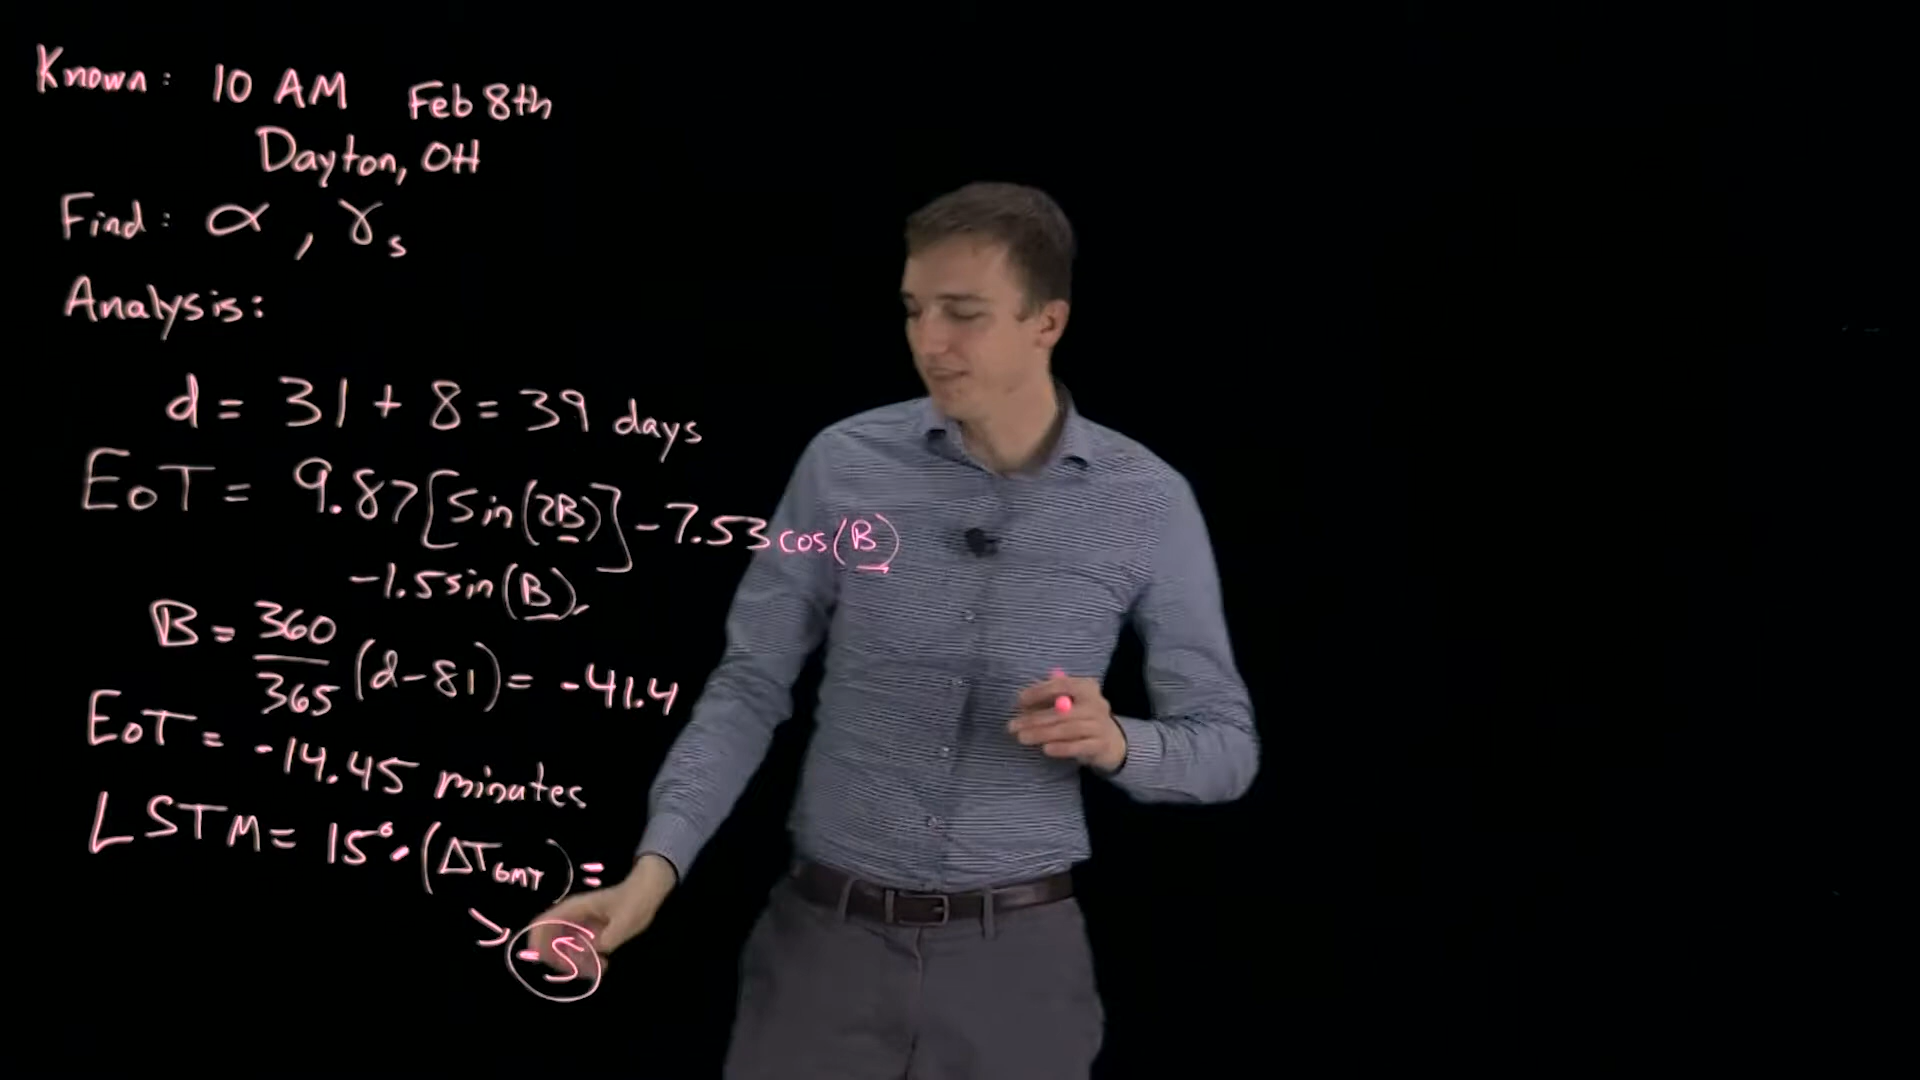 Known: 10 AM Feb 8th
Dayton, OH
Find: α, γs
Analysis:
d = 31 + 8 = 39 days
EoT = 9.87[Sin(2B)] - 7.53 cos(B)
-1.5 sin(B)
B = 360/365 (d-81) = -41.4
EoT = -14.45 minutes
LSTM = 15°·(ΔTGMT) =
→ -5